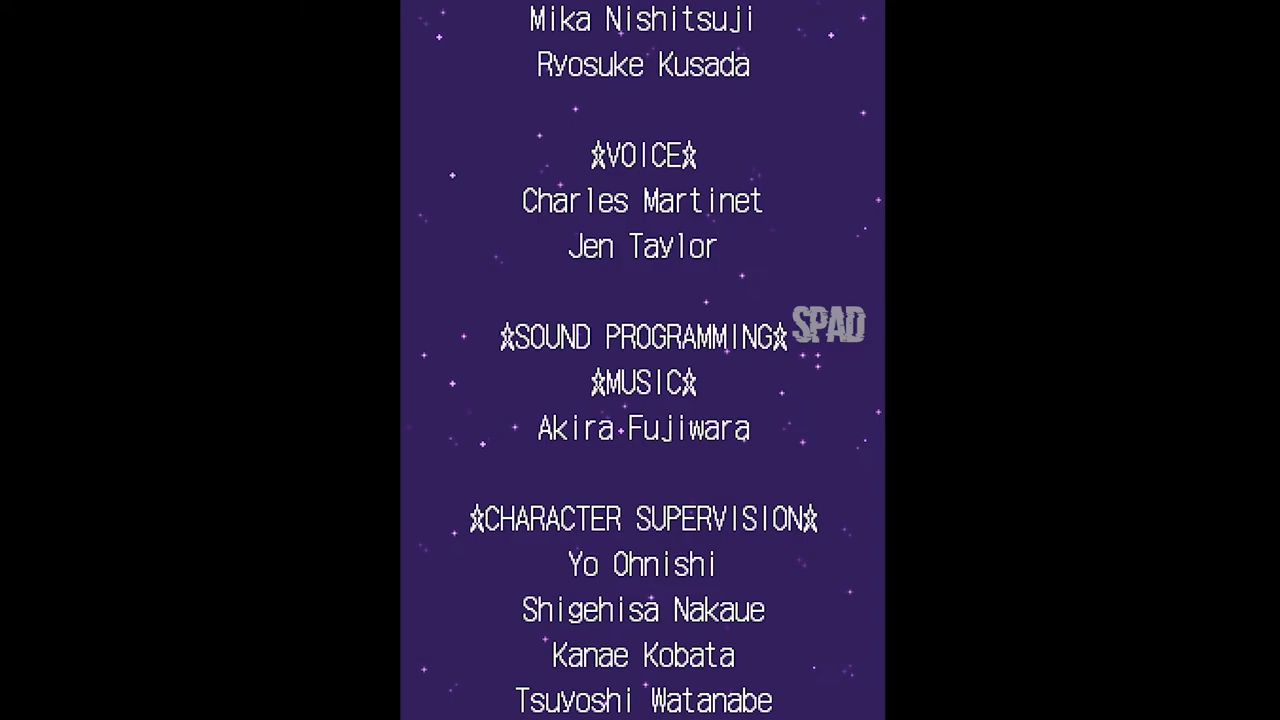 Mika Nishitsuji
Ryosuke Kusada
☆VOICE☆
Charles Martinet
Jen Taylor
☆SOUND PROGRAMMING☆
SPAD
☆MUSIC☆
Akira Fujiwara
☆CHARACTER SUPERVISION☆
Yo Ohnishi
Shigehisa Nakaue
Kanae Kobata
Tsuyoshi Watanabe